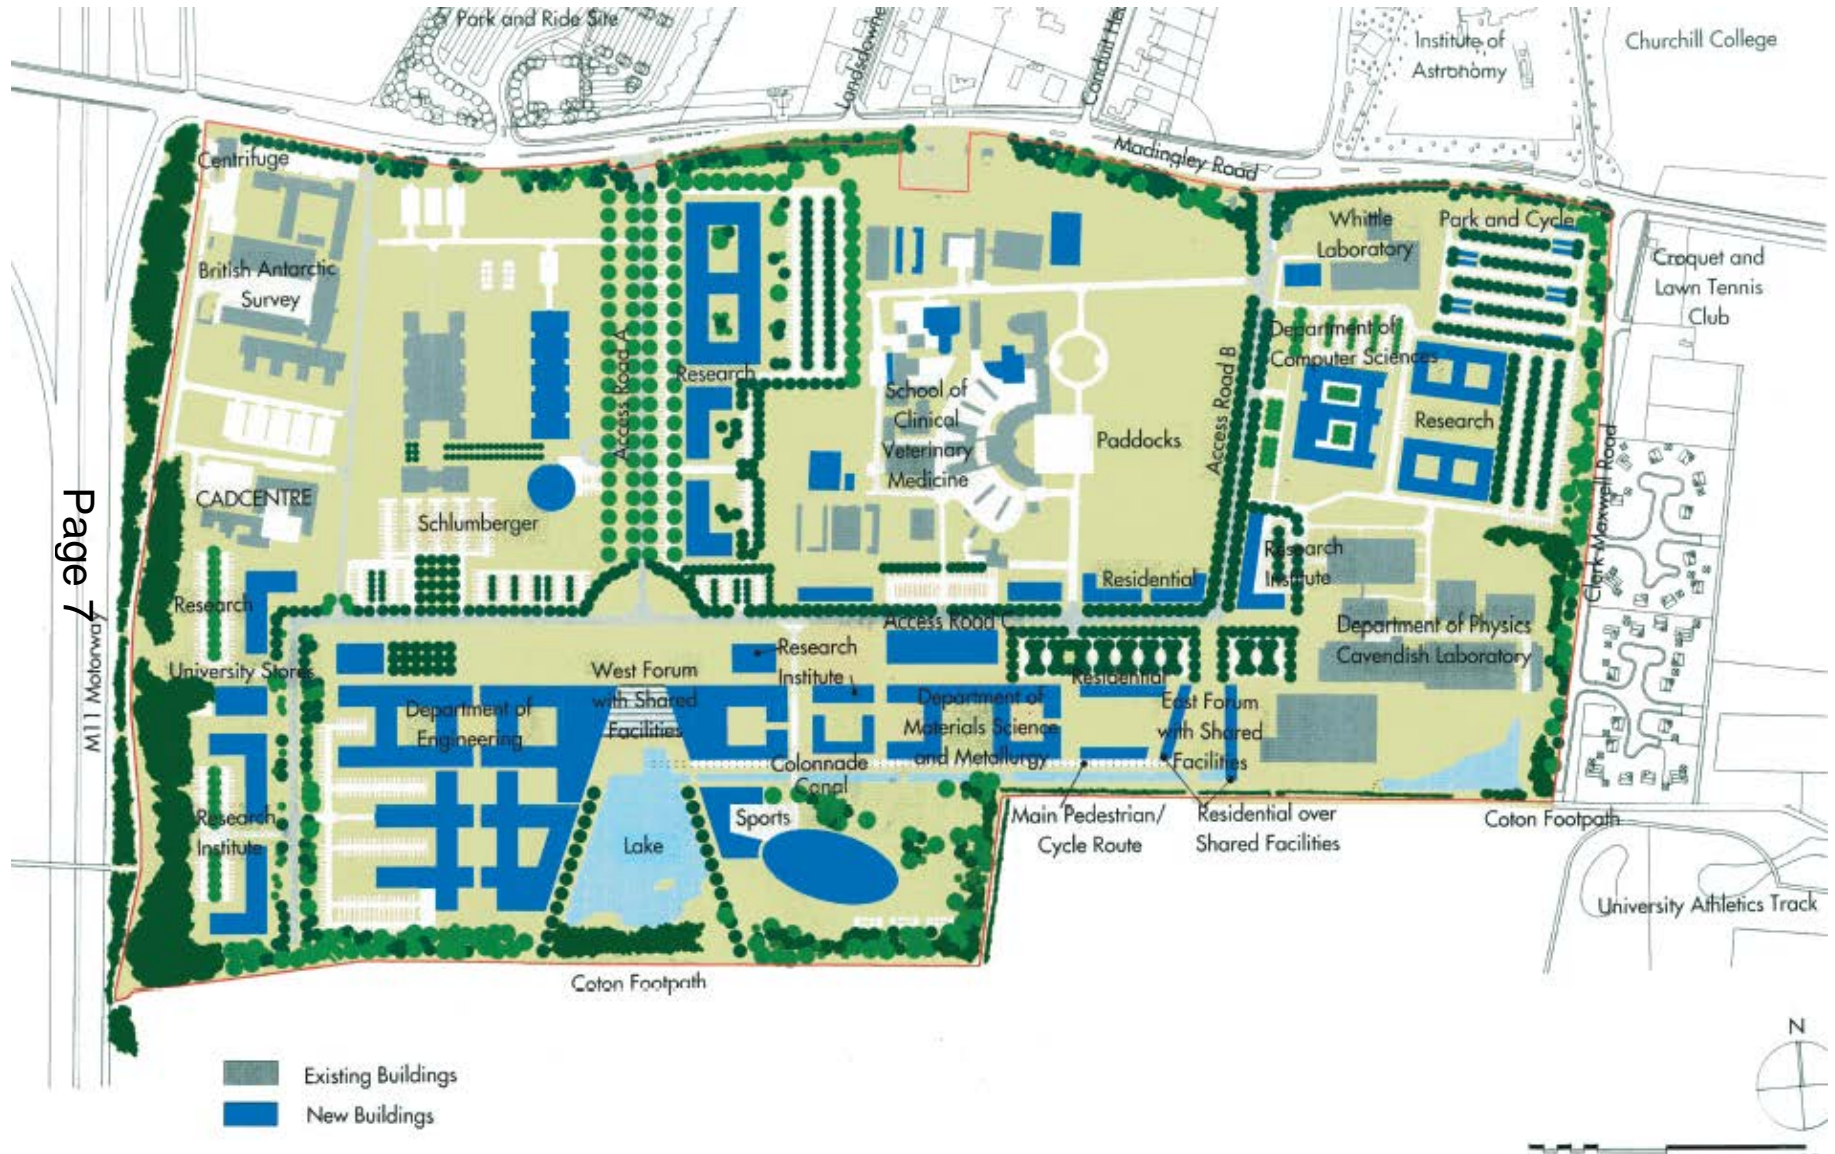 Park and Ride Site
Landsdowne
Conduit Hea
Institute of
Astronomy
Churchill College
Madingley Road
Centrifuge
Whittle
Laboratory
Park and Cycle
British Antarctic
Survey
Croquet and
Lawn Tennis
Club
Access Road A
Research
Department of
Computer Sciences
School of
Clinical
Veterinary
Medicine
Paddocks
Access Road B
Research
Clerk Maxwell Road
CADCENTRE
Schlumberger
Page 7
M11 Motorway
Research
Institute
Residential
Research
Access Road C
Department of Physics
Cavendish Laboratory
University Stores
West Forum
with Shared
Facilities
Research
Institute
Residential
Department of
Engineering
Department of
Materials Science
and Metallurgy
East Forum
with Shared
Facilities
Colonnade
Canal
Research
Institute
Lake
Sports
Main Pedestrian/
Cycle Route
Residential over
Shared Facilities
Coton Footpath
University Athletics Track
Coton Footpath
N
Existing Buildings
New Buildings